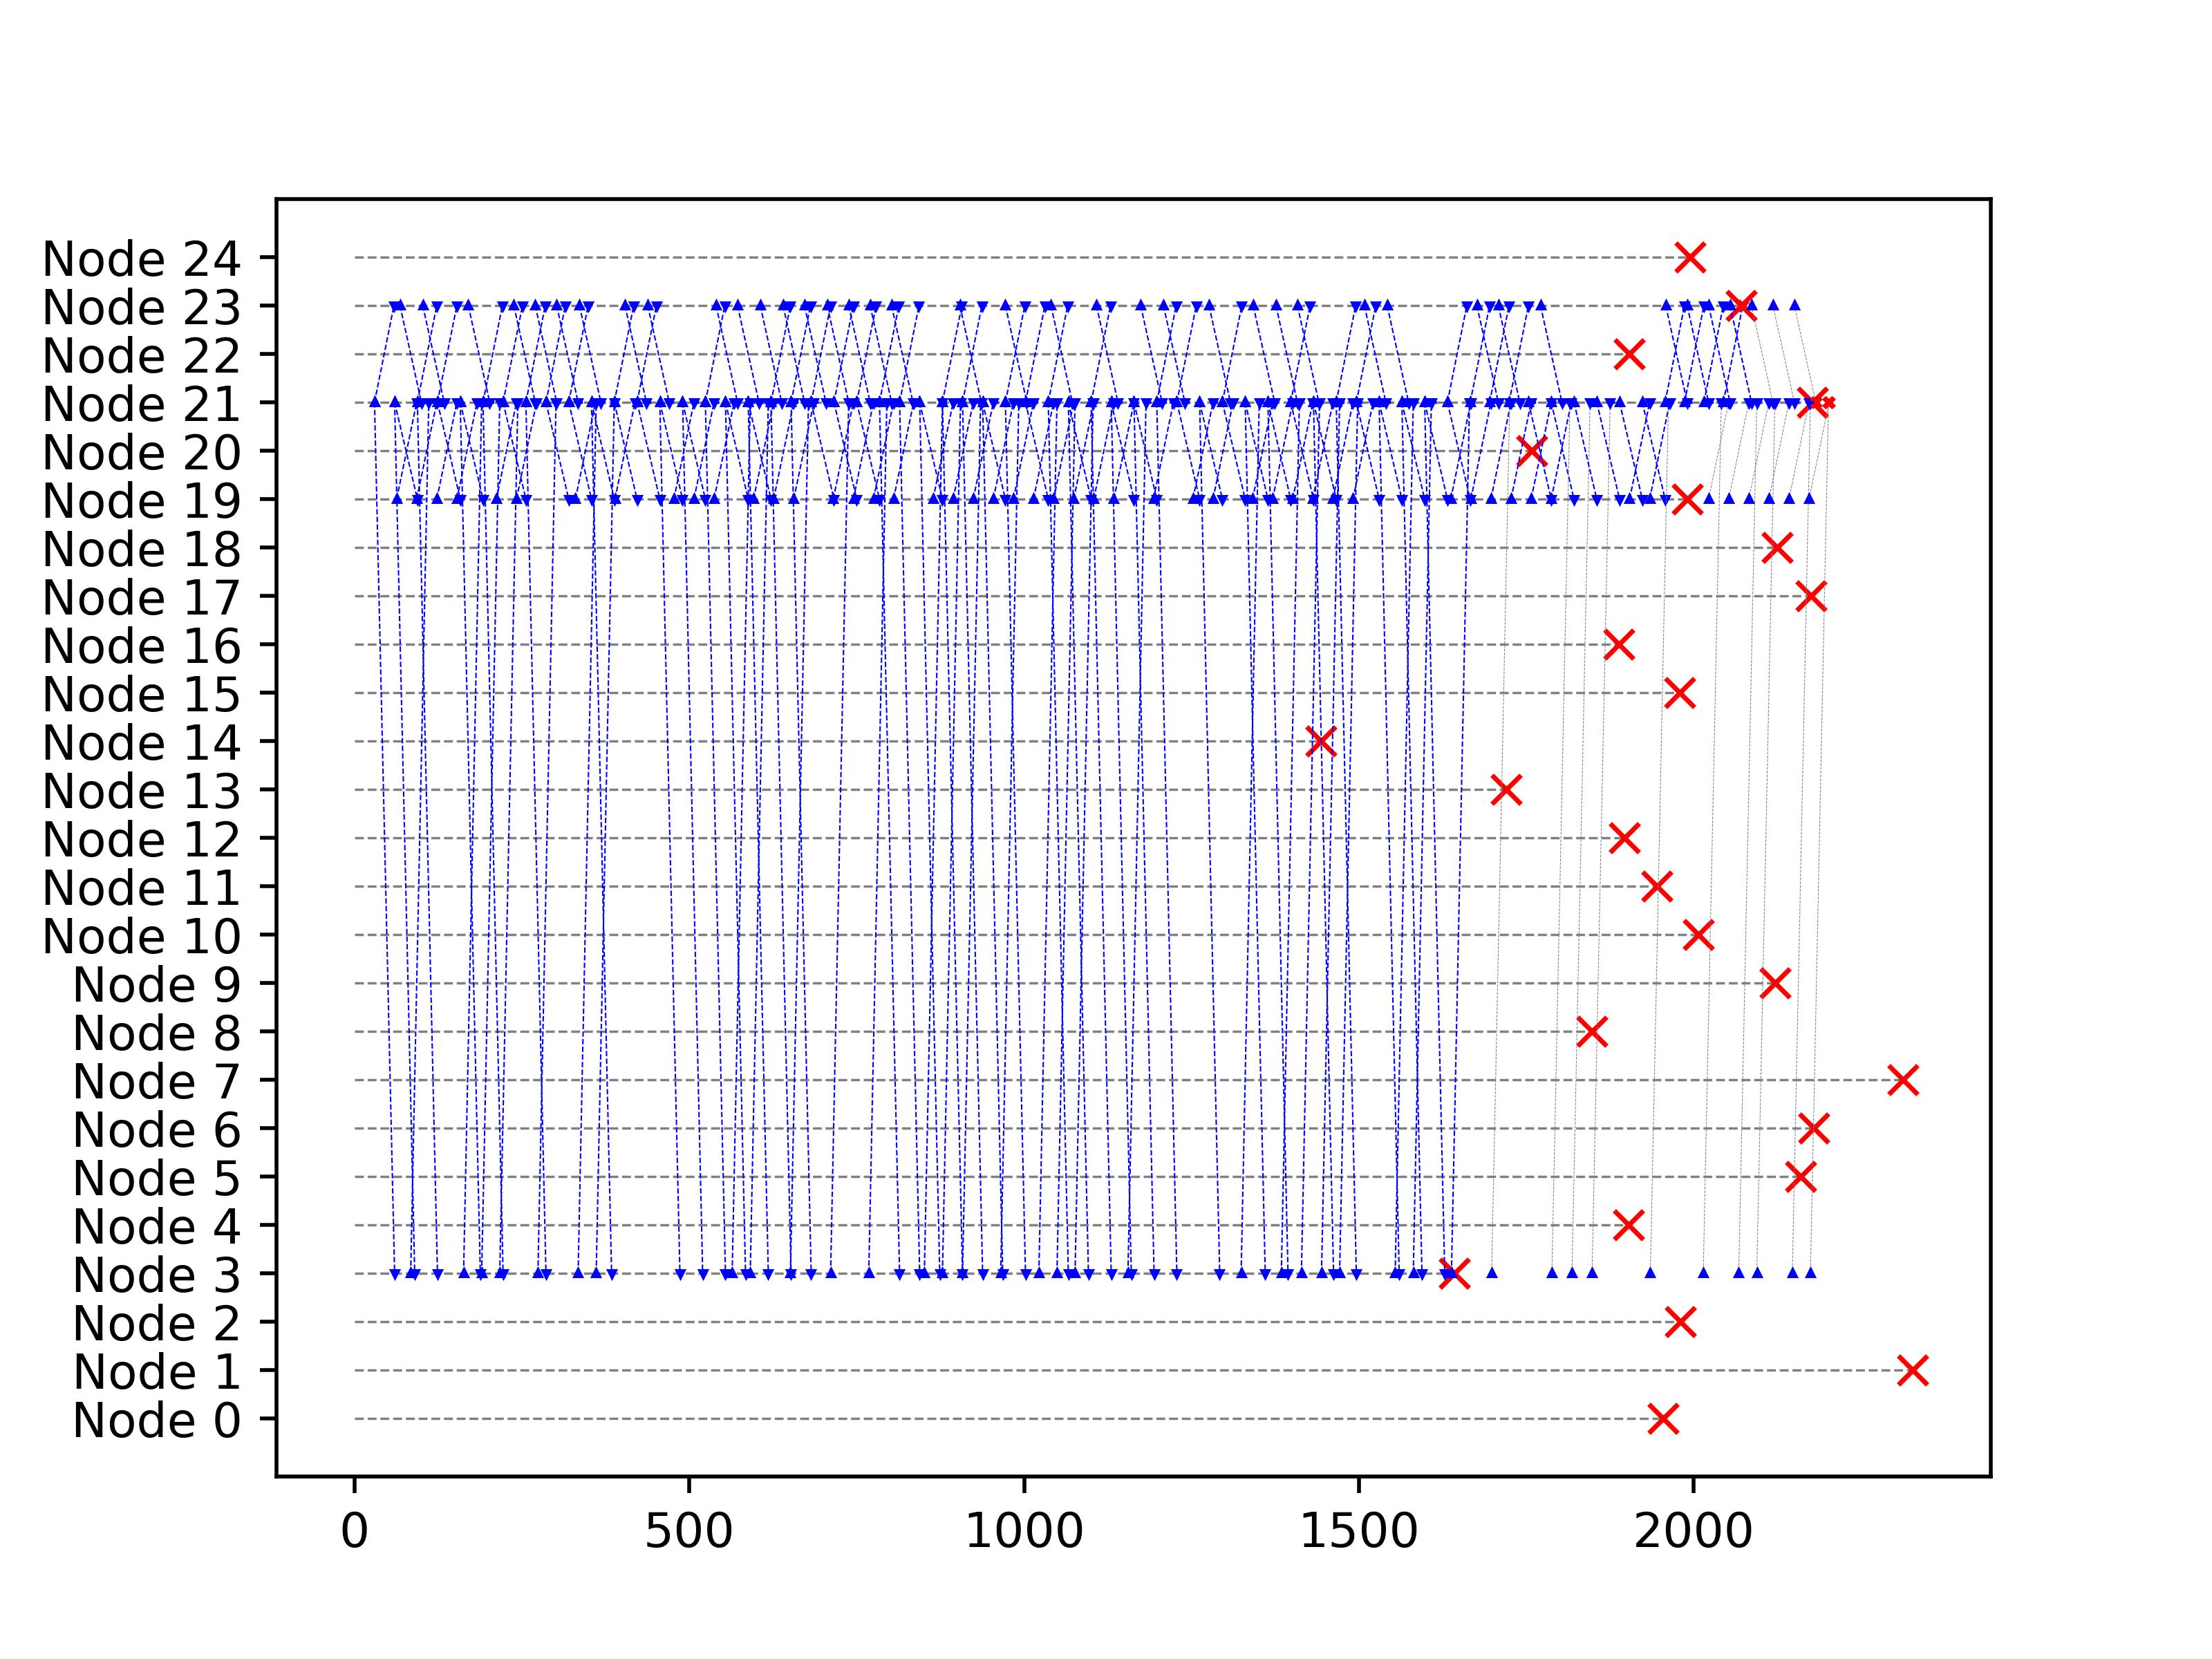 Node 24
Node 23
Node 22
Node 21
Node 20
Node 19
Node 18
Node 17
Node 16
Node 15
Node 14
Node 13
Node 12
Node 11
Node 10
Node 9
Node 8
Node 7
Node 6
Node 5
Node 4
Node 3
Node 2
Node 1
Node 0
0 500 1000 1500 2000